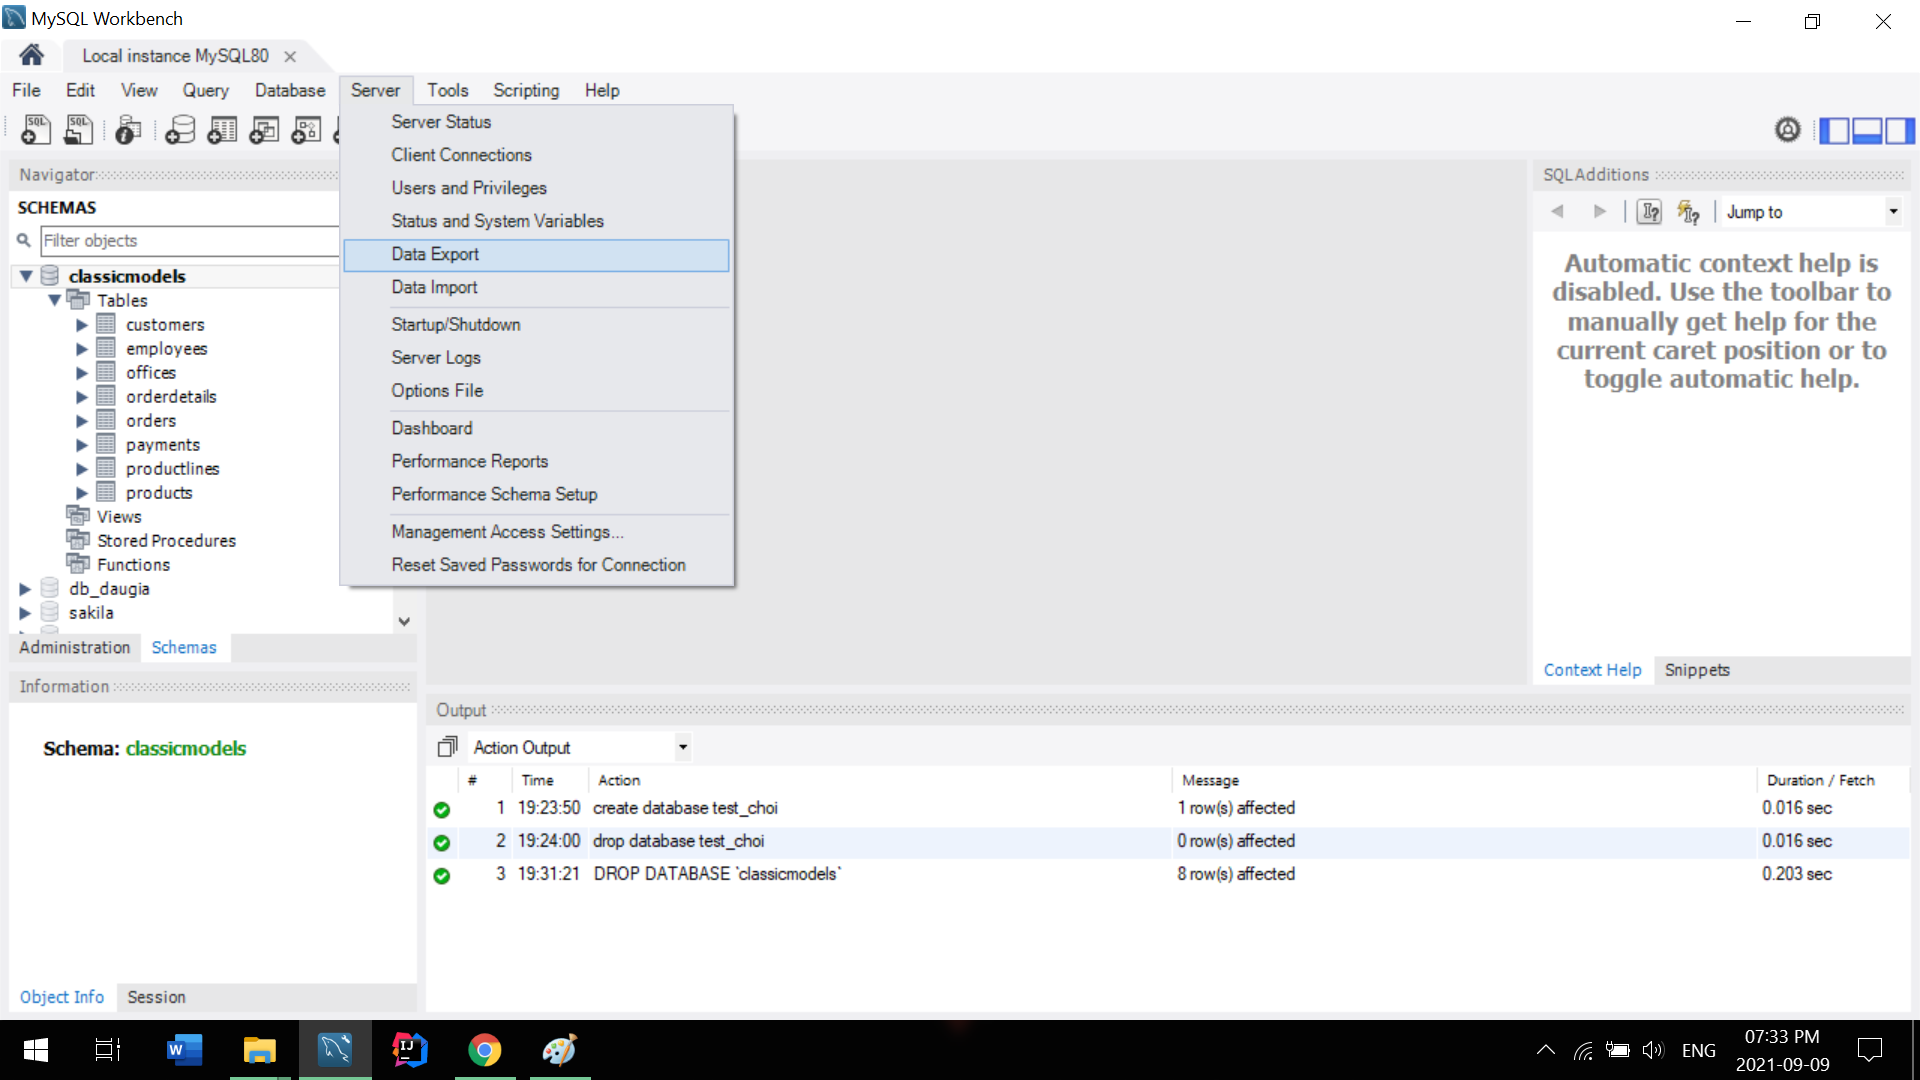 MySQL Workbench
Local instance MySQL80
File Edit View Query Database Server Tools Scripting Help
SQL SQL
Server Status
Client Connections
Users and Privileges
Status and System Variables
Data Export
Data Import
Startup/Shutdown
Server Logs
Options File
Dashboard
Performance Reports
Performance Schema Setup
Management Access Settings...
Reset Saved Passwords for Connection
Navigator
SCHEMAS
Filter objects
classicmodels
Tables
customers
employees
offices
orderdetails
orders
payments
productlines
products
Views
Stored Procedures
Functions
db_daugia
sakila
Administration Schemas
Information
Schema: classicmodels
Object Info Session
SQLAdditions
Jump to
Automatic context help is
disabled. Use the toolbar to
manually get help for the
current caret position or to
toggle automatic help.
Context Help Snippets
Output
Action Output
# Time Action Message Duration / Fetch
1 19:23:50 create database test_choi 1 row(s) affected 0.016 sec
2 19:24:00 drop database test_choi 0 row(s) affected 0.016 sec
3 19:31:21 DROP DATABASE `classicmodels` 8 row(s) affected 0.203 sec
W
IJ
ENG
07:33 PM
2021-09-09